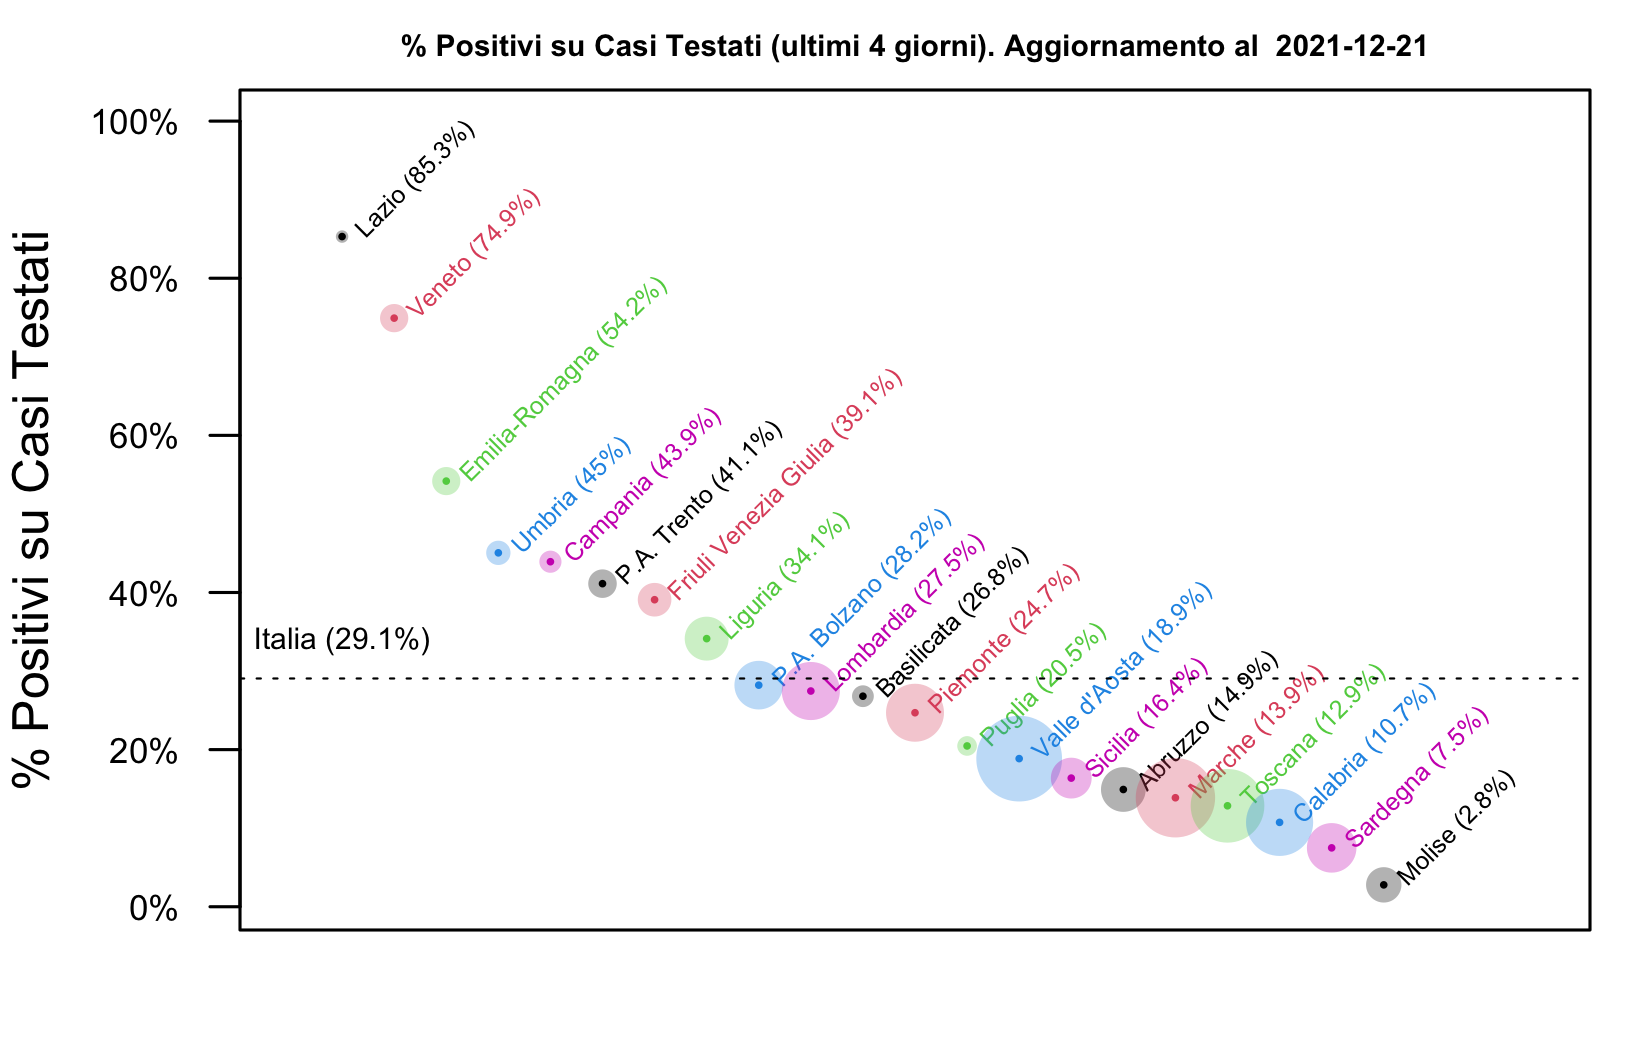 % Positivi su Casi Testati (ultimi 4 giorni). Aggiornamento al  2021-12-21
% Positivi su Casi Testati
100%
80%
60%
40%
20%
0%
Italia (29.1%)
Lazio (85.3%)
Veneto (74.9%)
Emilia-Romagna (54.2%)
Umbria (45%)
Campania (43.9%)
P.A. Trento (41.1%)
Friuli Venezia Giulia (39.1%)
Liguria (34.1%)
P.A. Bolzano (28.2%)
Lombardia (27.5%)
Basilicata (26.8%)
Piemonte (24.7%)
Puglia (20.5%)
Valle d'Aosta (18.9%)
Sicilia (16.4%)
Abruzzo (14.9%)
Marche (13.9%)
Toscana (12.9%)
Calabria (10.7%)
Sardegna (7.5%)
Molise (2.8%)